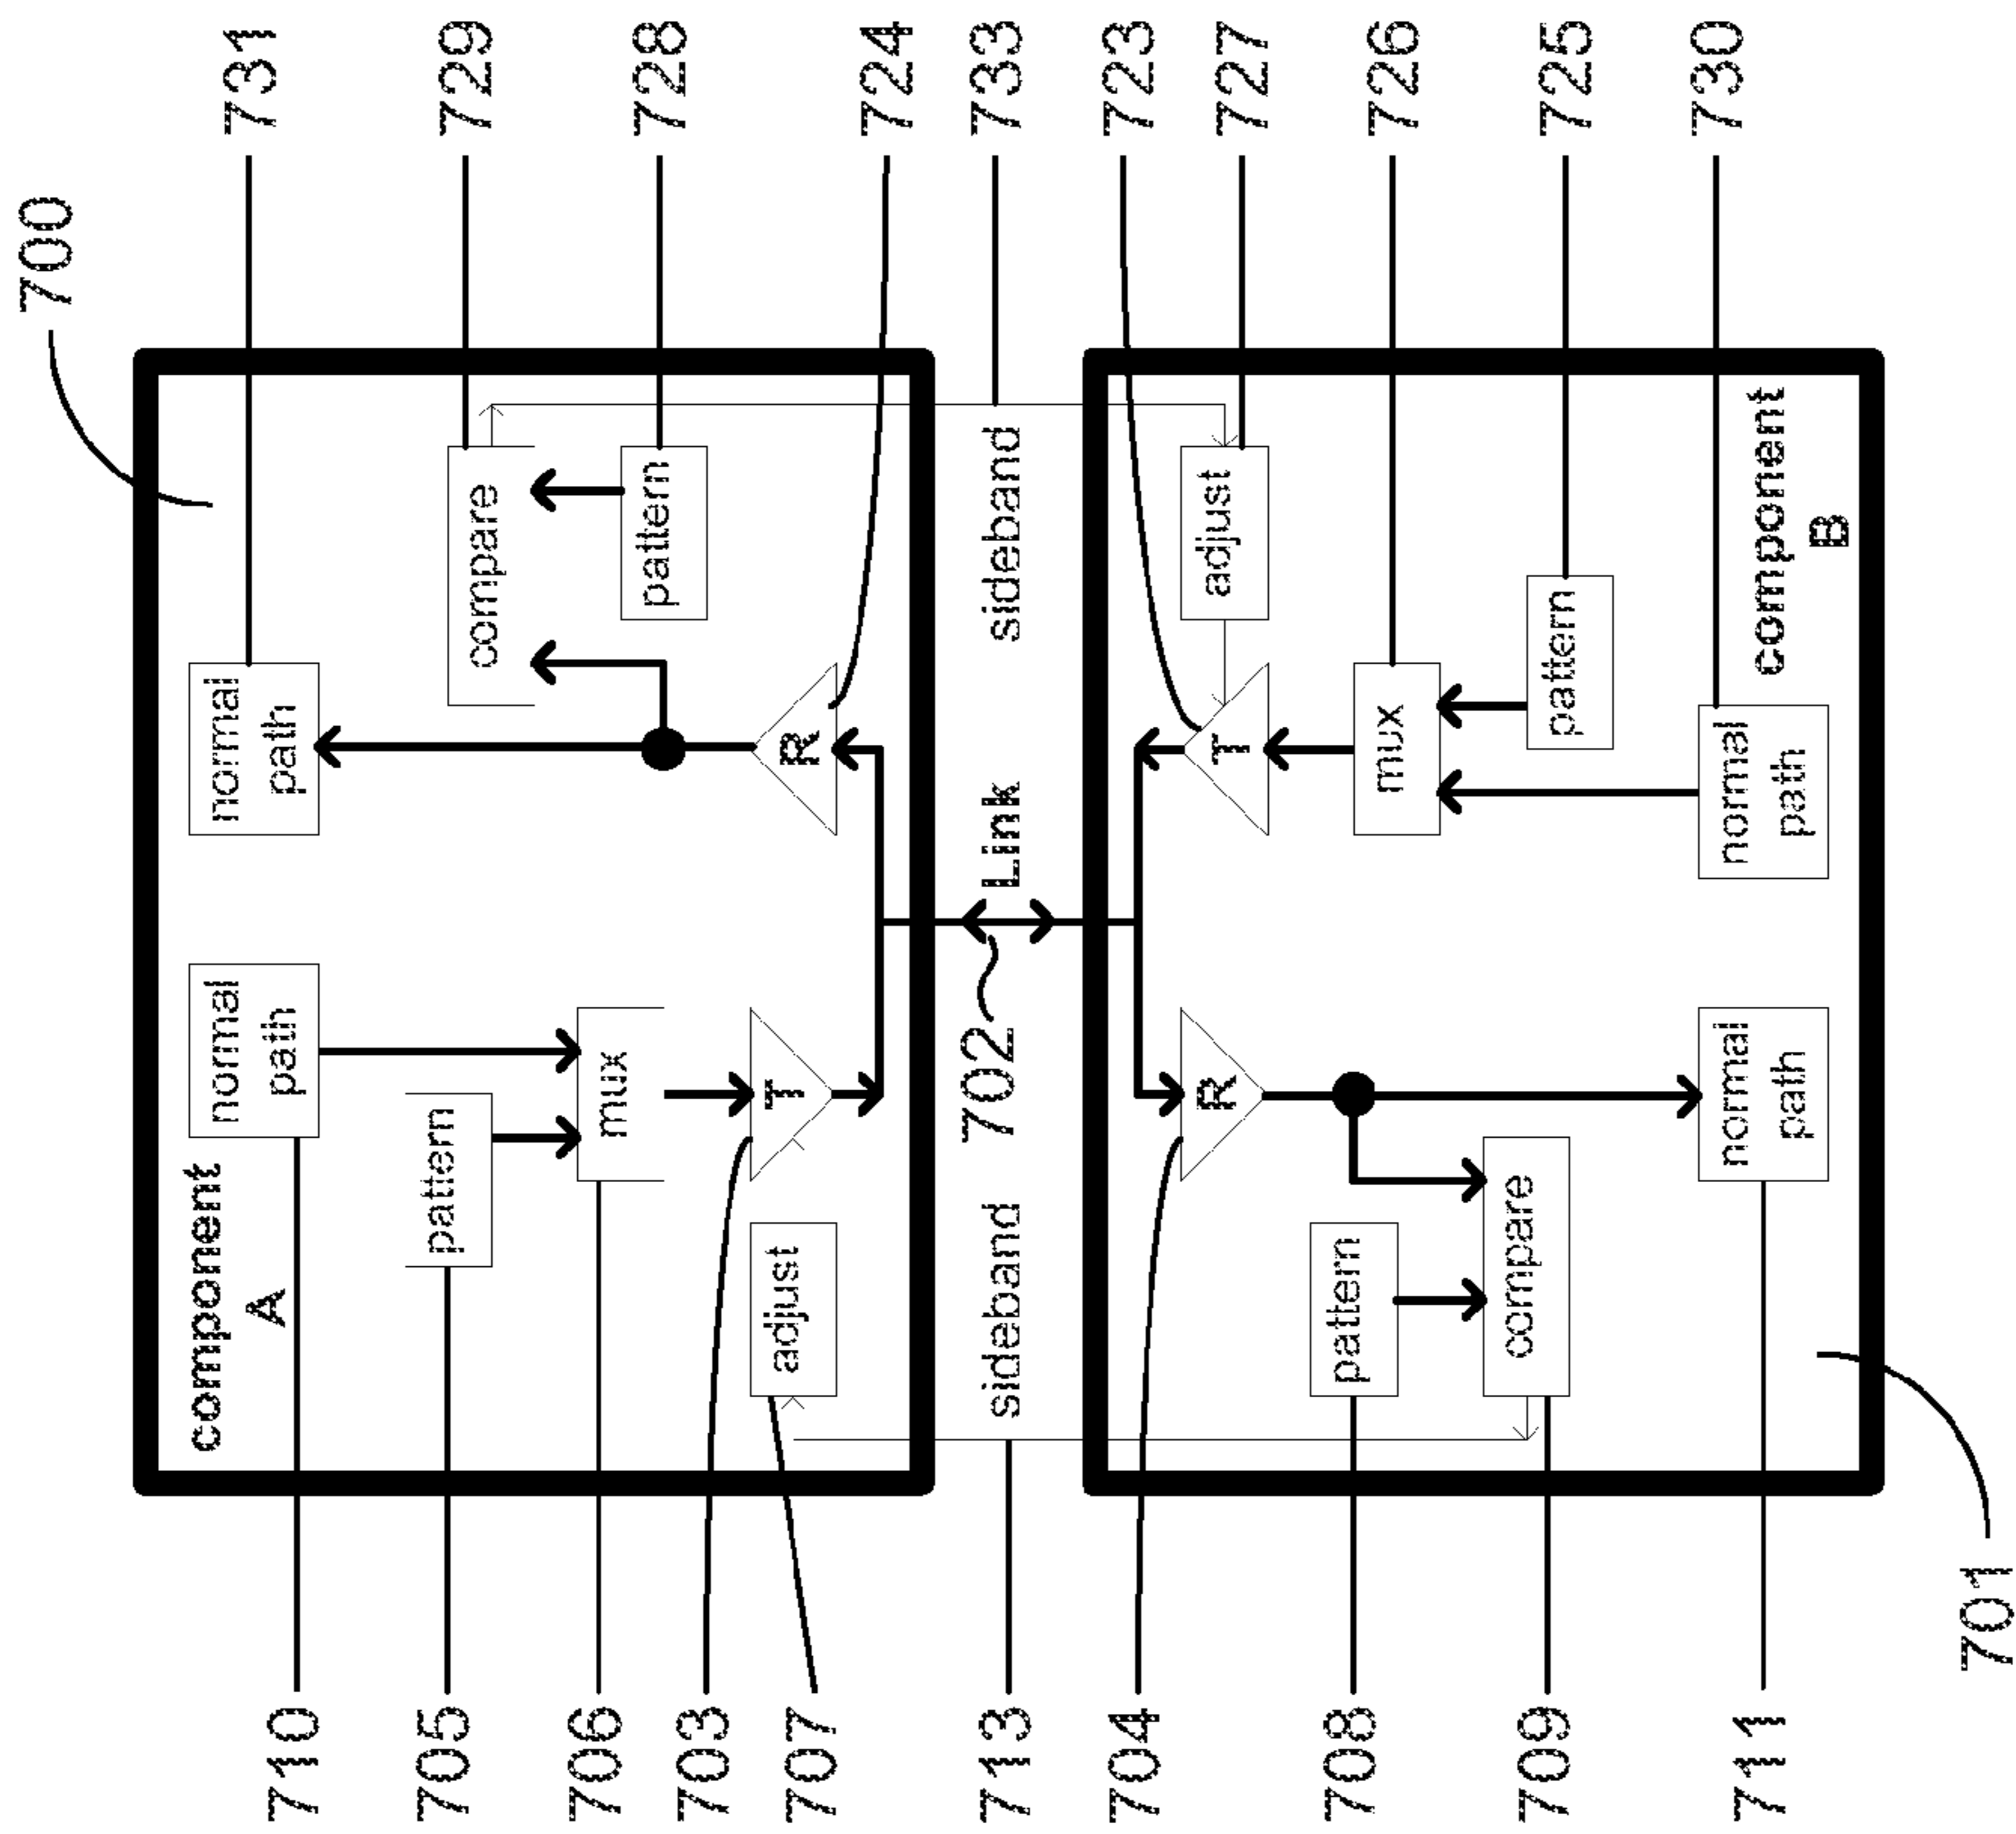 700
component
A
710
normal
path
normal
path
731
705
pattern
compare
729
706
mux
pattern
728
703
T
R
724
707
adjust
713
sideband
702
Link
sideband
733
704
R
T
723
adjust
727
708
pattern
mux
726
709
compare
pattern
725
711
normal
path
normal
path
730
component
B
701